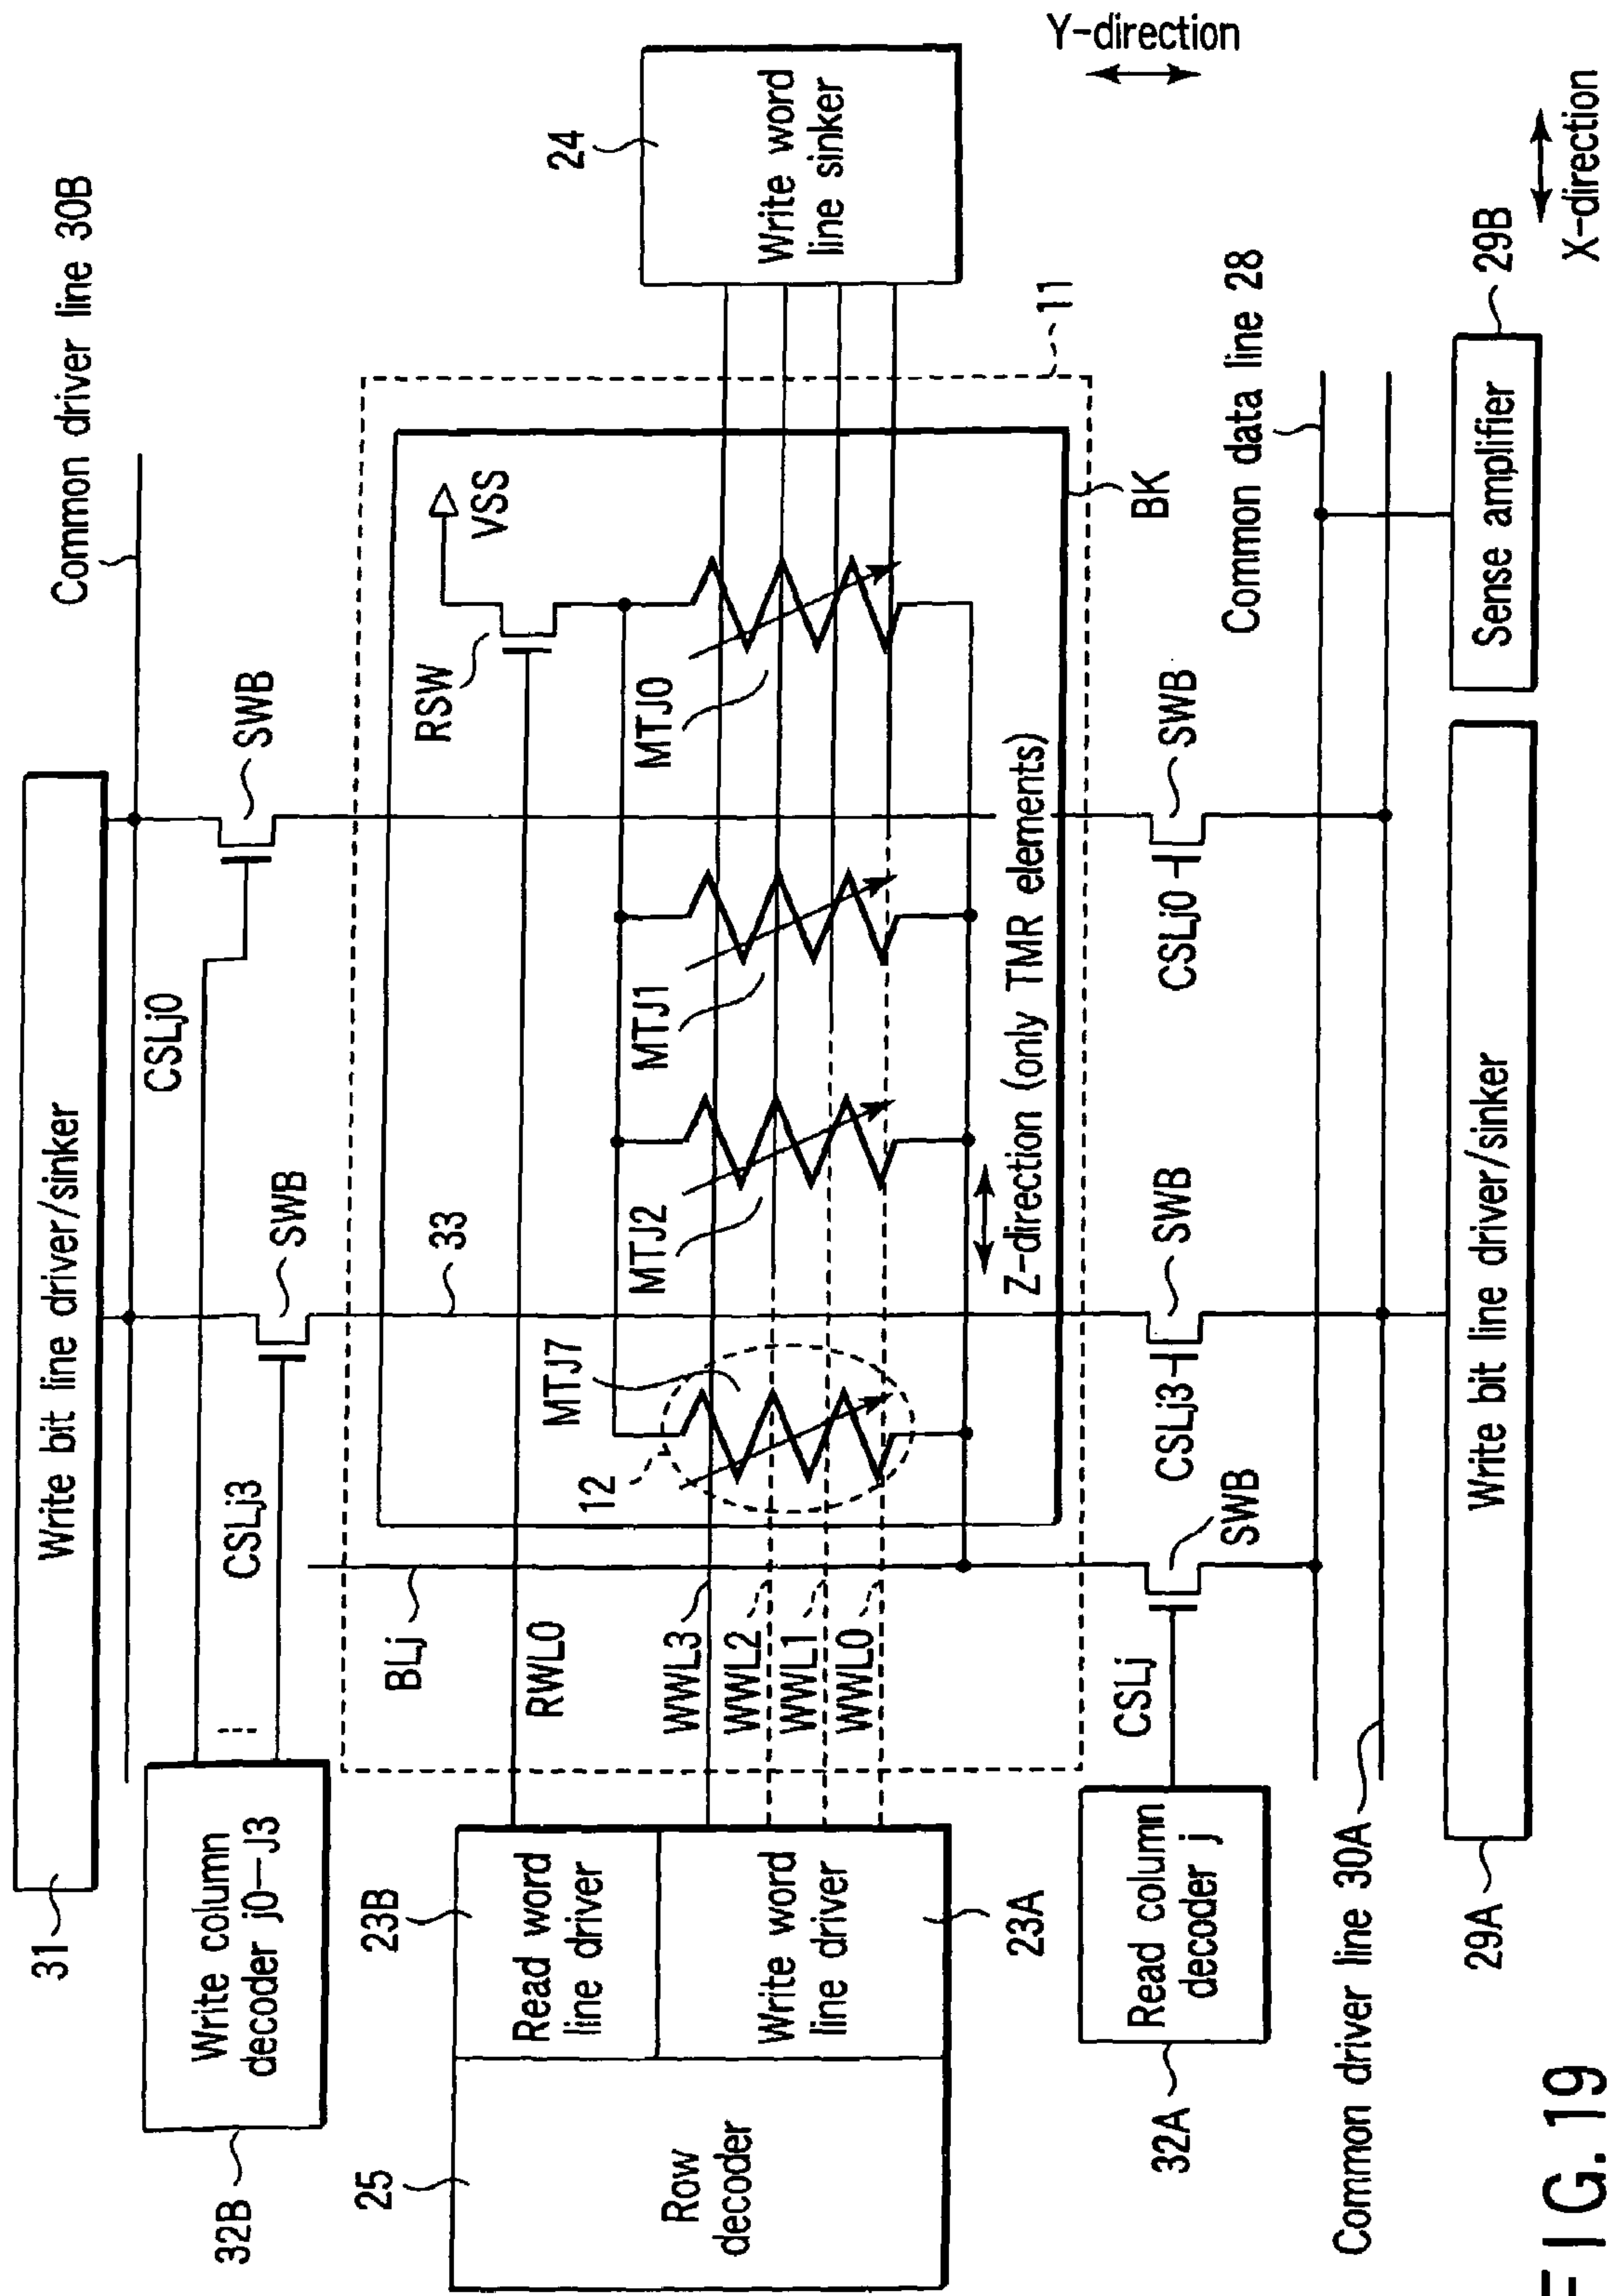 31
Write bit line driver/sinker
Common driver line 30B
32B
Write column
decoder j0—J3
CSLj3
CSLj0
SWB
SWB
33
11
24
Write word
line sinker
Y-direction
X-direction
25
Row
decoder
23B
Read word
line driver
Write word
line driver
23A
BLj
RWL0
WWL3
WWL2
WWL1
WWL0
12
MTJ7
MTJ2
MTJ1
MTJ0
RSW
VSS
Z-direction (only TMR elements)
BK
32A
Read column
decoder j
CSLj
SWB
CSLj3
SWB
CSLj0
SWB
Common data line 28
Common driver line 30A
29A
Write bit line driver/sinker
Sense amplifier
29B
FIG. 19